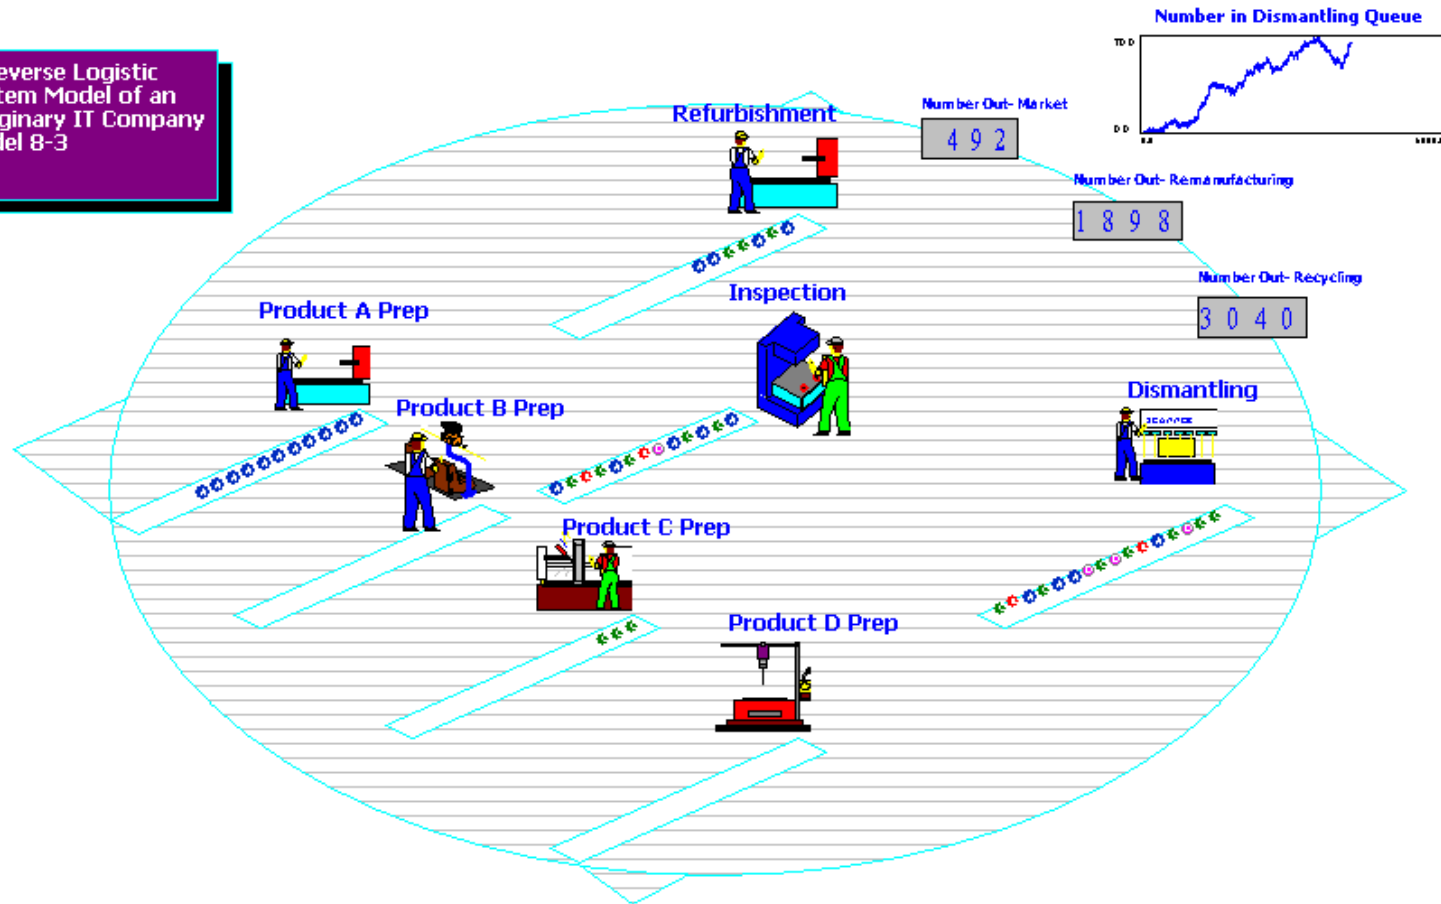 everse Logistic
tem Model of an
ginary IT Company
del 8-3
Number in Dismantling Queue
Number Out- Market
4 9 2
Refurbishment
Number Out- Remanufacturing
1 8 9 8
Number Out- Recycling
3 0 4 0
Inspection
Product A Prep
Product B Prep
Dismantling
Product C Prep
Product D Prep